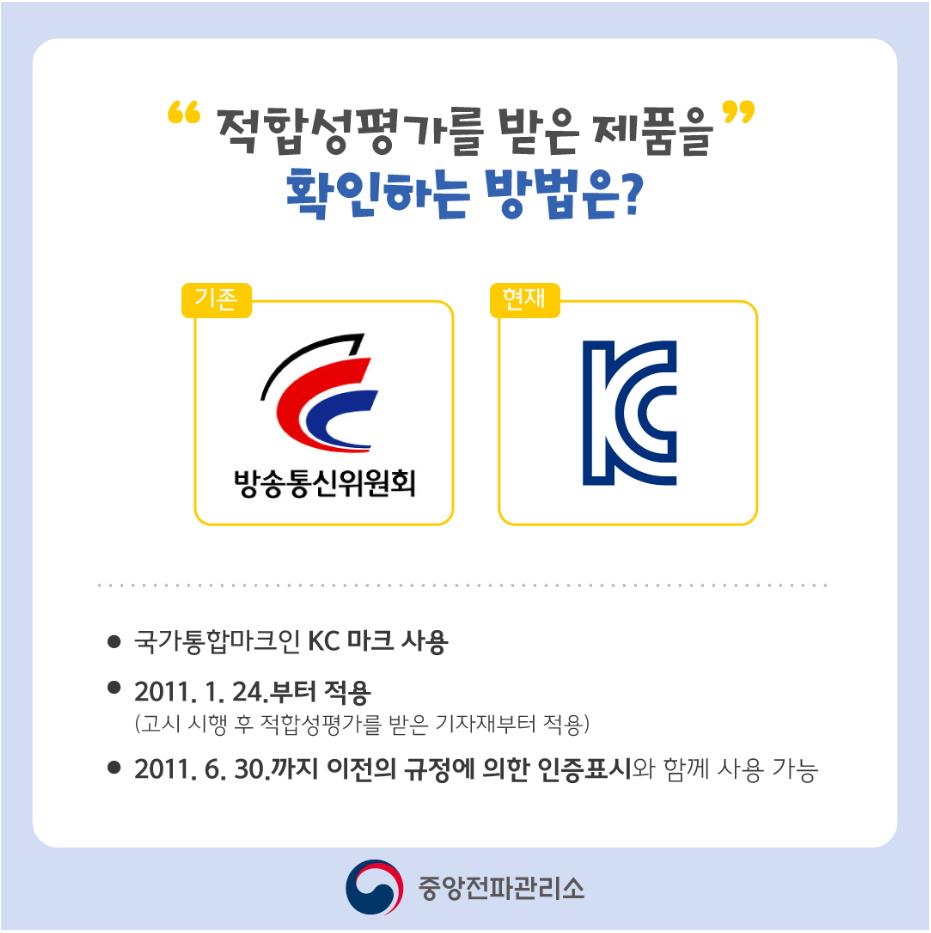 “ 적합성평가를 받은 제품을 ”
확인하는 방법은?
기존
현재
방송통신위원회
KC
● 국가통합마크인 KC 마크 사용
● 2011. 1. 24.부터 적용
(고시 시행 후 적합성평가를 받은 기자재부터 적용)
● 2011. 6. 30.까지 이전의 규정에 의한 인증표시와 함께 사용 가능
중앙전파관리소